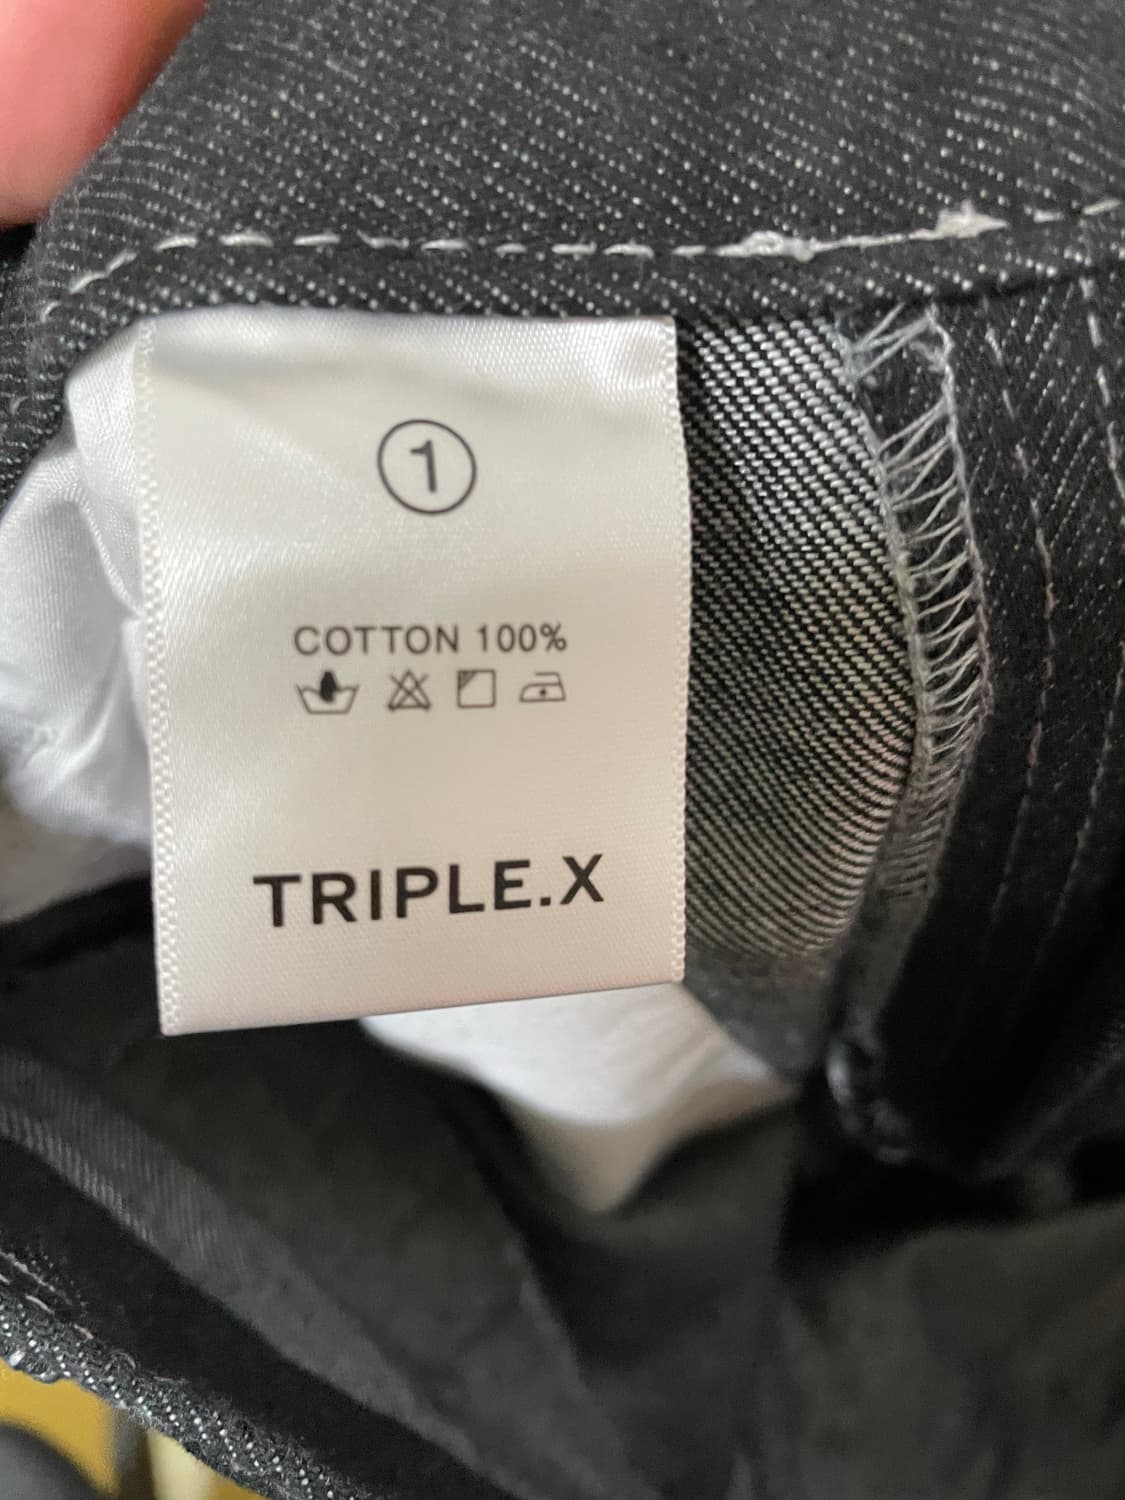 ①
COTTON 100%
TRIPLE.X